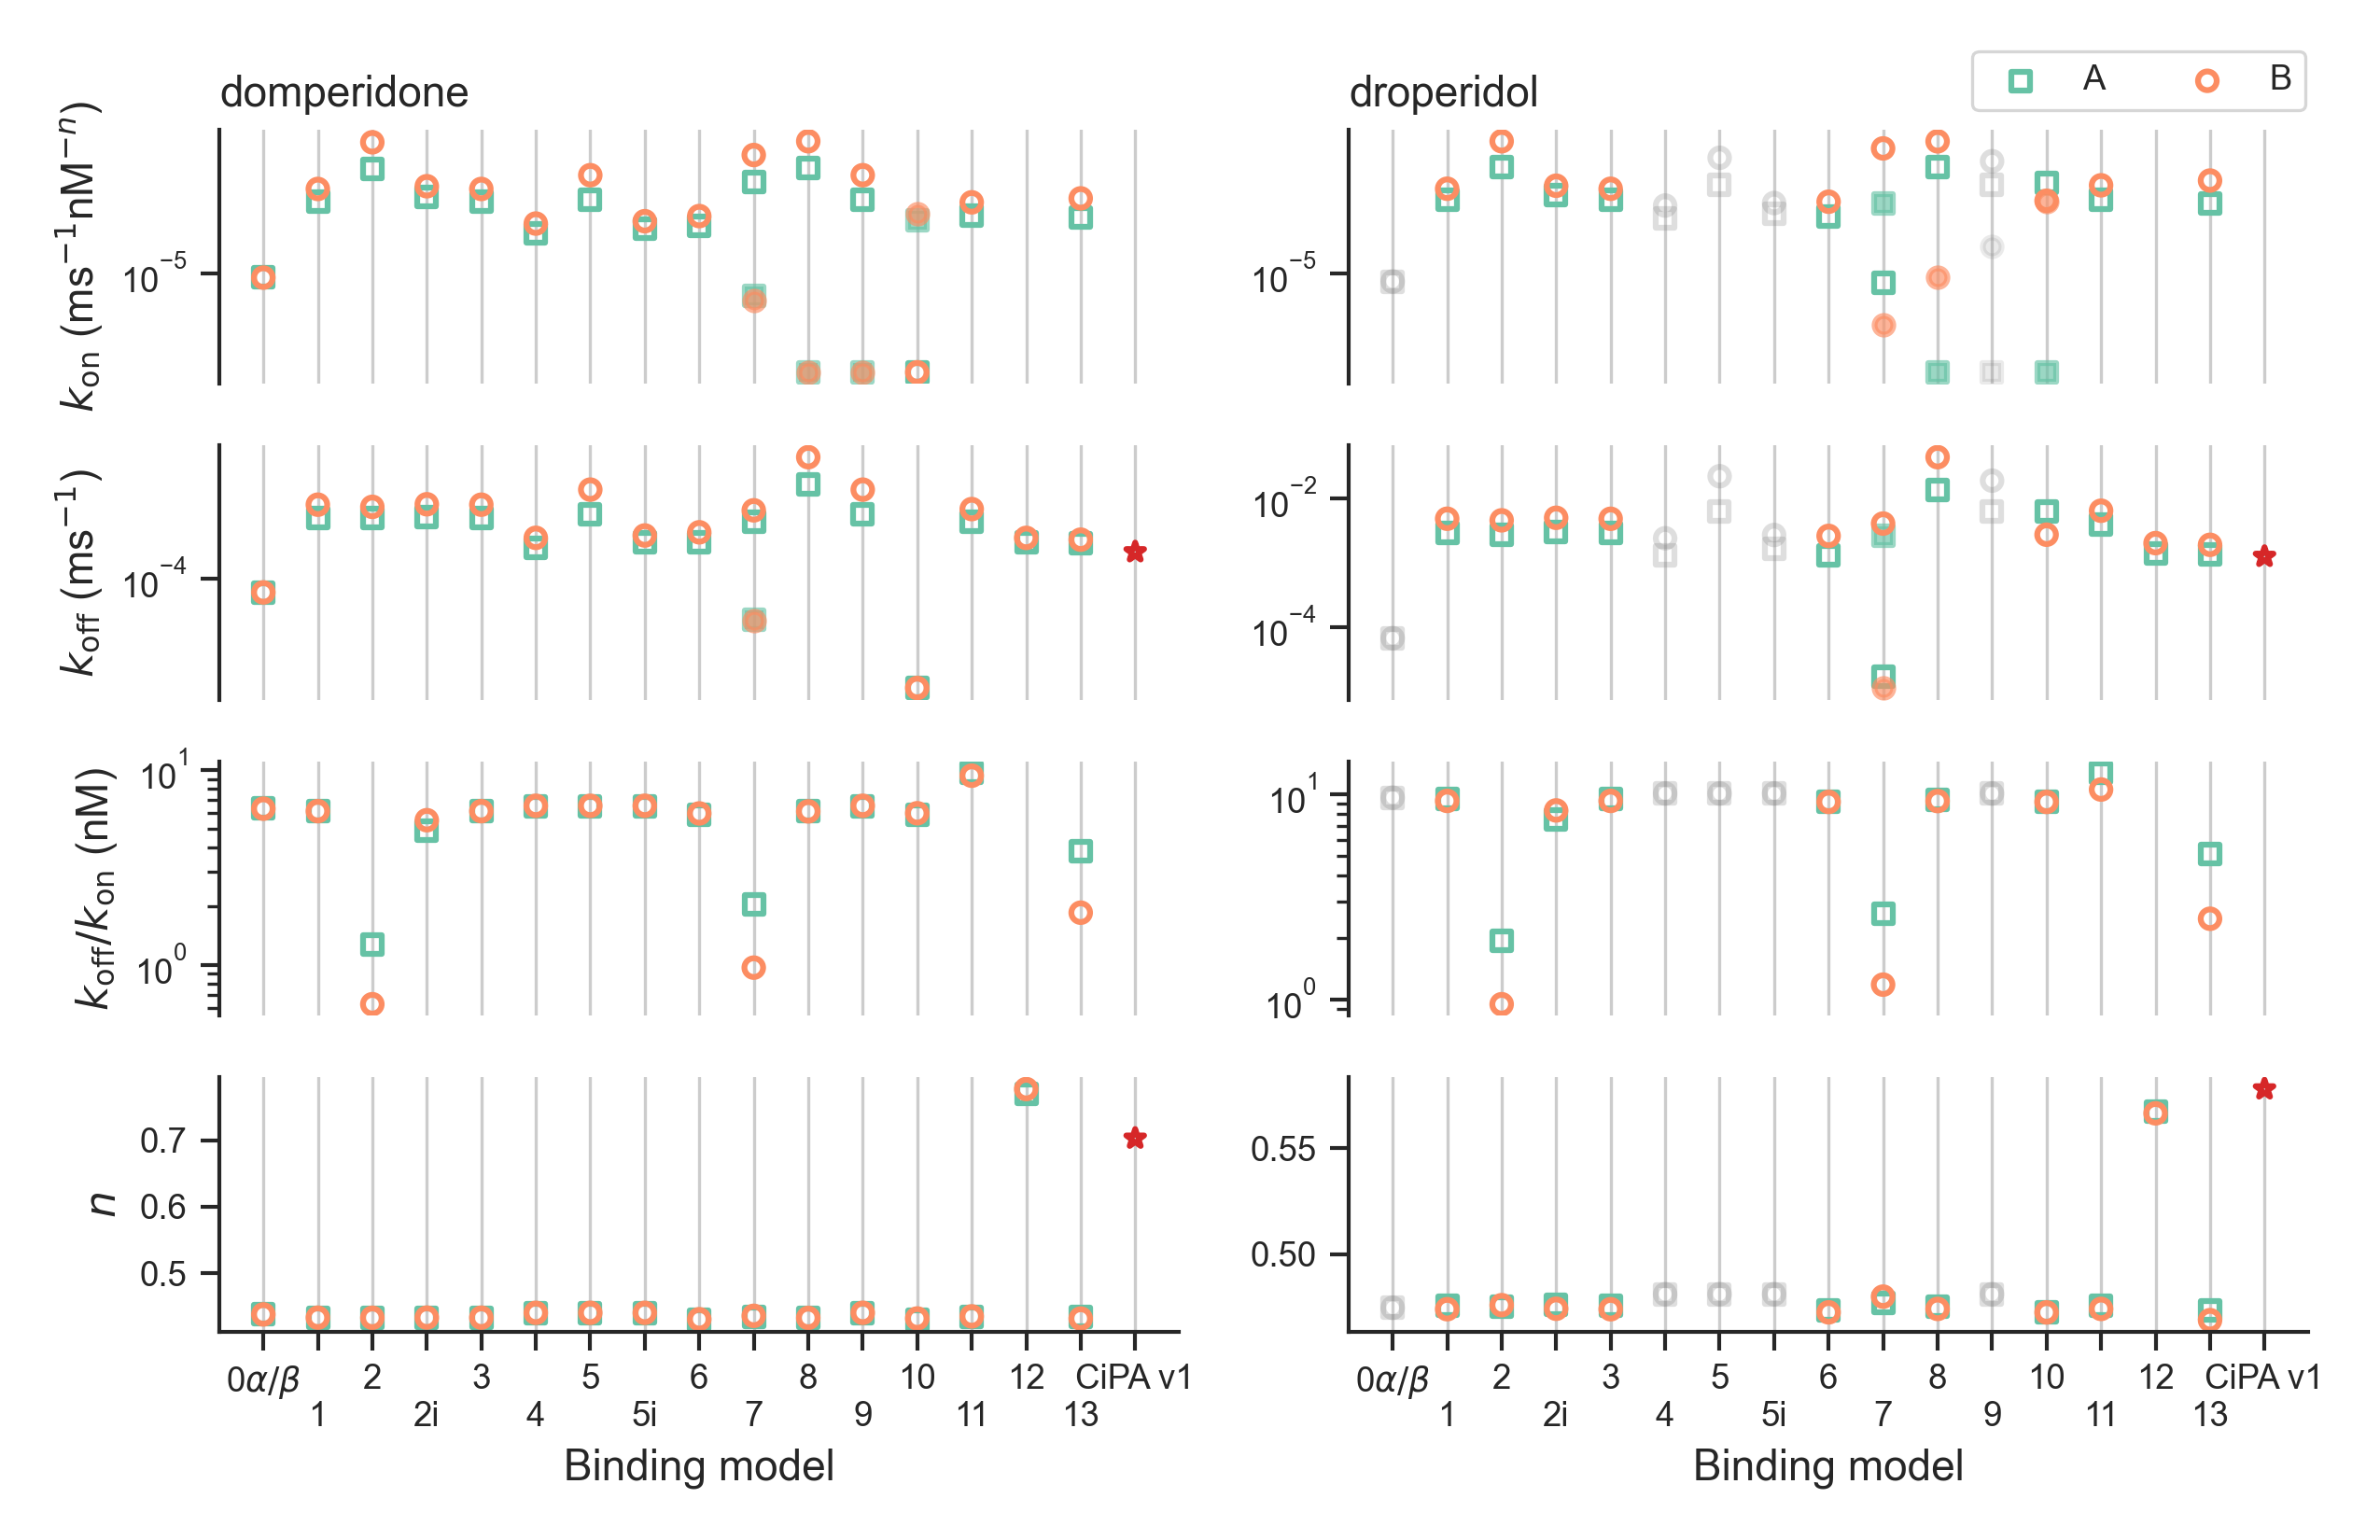 domperidone
droperidol
A B
k_on (ms^−1 nM^−n)
10^−5
10^−5
k_off (ms^−1)
10^−4
10^−2
10^−4
k_off/k_on (nM)
10^1
10^0
10^1
10^0
n
0.7
0.6
0.5
0.55
0.50
0α/β 2 3 5 6 8 10 12 CiPA v1
1 2i 4 5i 7 9 11 13
Binding model
0α/β 2 3 5 6 8 10 12 CiPA v1
1 2i 4 5i 7 9 11 13
Binding model